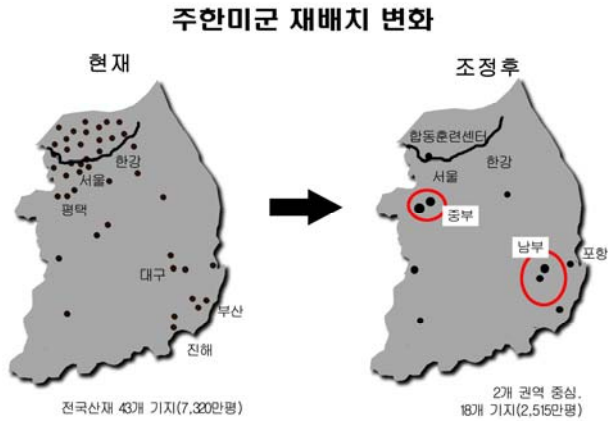 주한미군 재배치 변화
현재
조정후
한강
서울
평택
대구
부산
진해
전국산재 43개 기지(7,320만평)
합동훈련센터
한강
서울
중부
남부
포항
2개 권역 중심.
18개 기지(2,515만평)